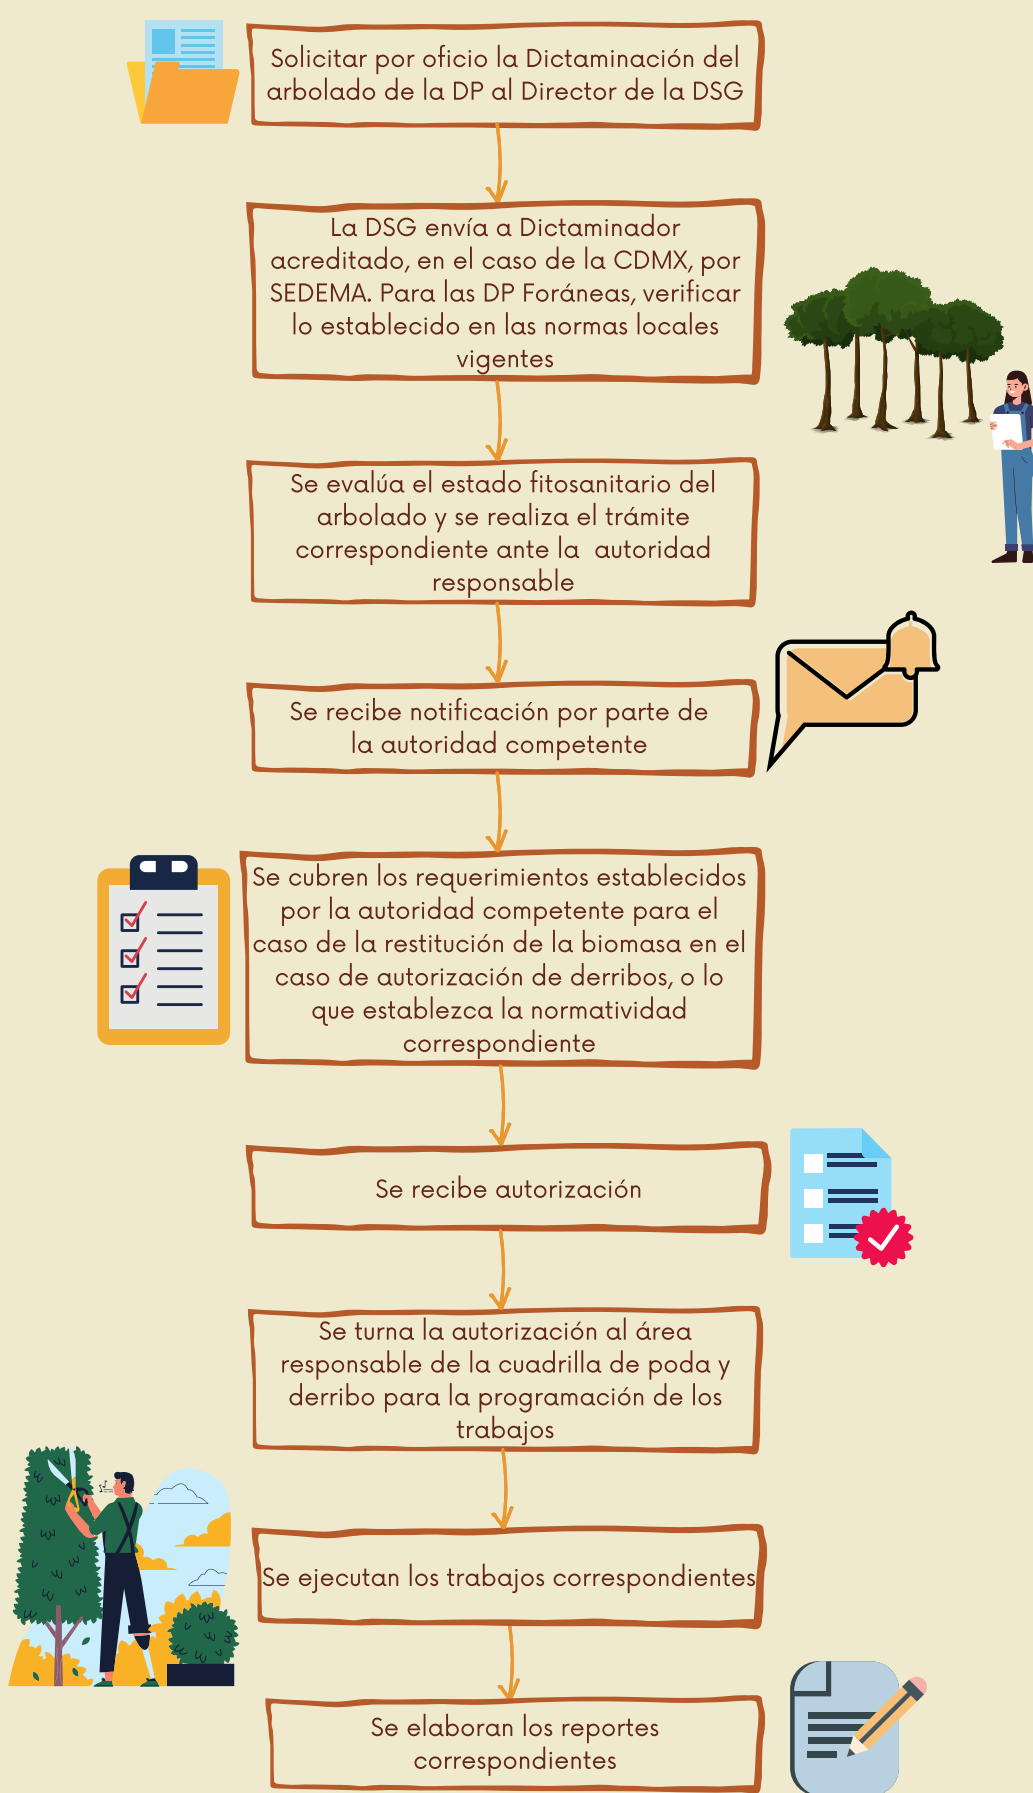 Solicitar por oficio la Dictaminación del
arbolado de la DP al Director de la DSG
La DSG envía a Dictaminador
acreditado, en el caso de la CDMX, por
SEDEMA. Para las DP Foráneas, verificar
lo establecido en las normas locales
vigentes
Se evalúa el estado fitosanitario del
arbolado y se realiza el trámite
correspondiente ante la autoridad
responsable
Se recibe notificación por parte de
la autoridad competente
Se cubren los requerimientos establecidos
por la autoridad competente para el
caso de la restitución de la biomasa en el
caso de autorización de derribos, o lo
que establezca la normatividad
correspondiente
Se recibe autorización
Se turna la autorización al área
responsable de la cuadrilla de poda y
derribo para la programación de los
trabajos
Se ejecutan los trabajos correspondientes
Se elaboran los reportes
correspondientes